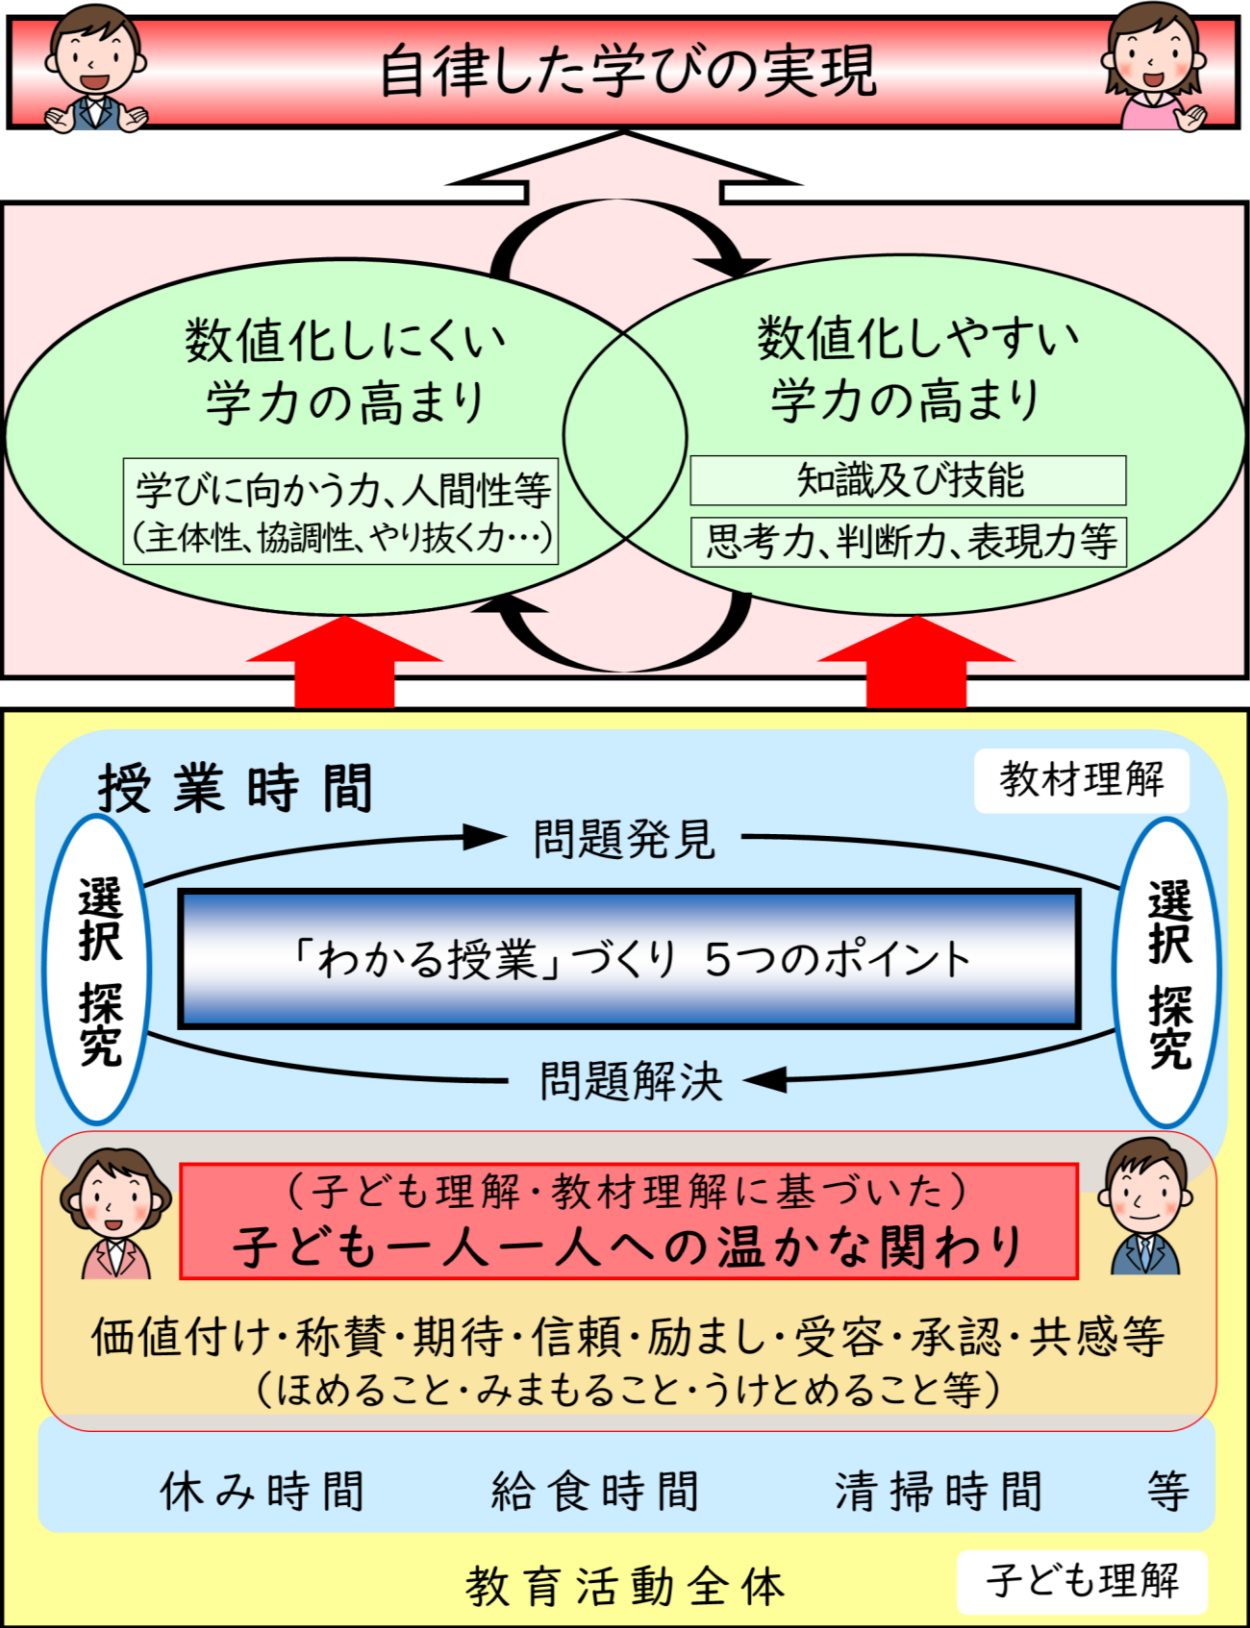 自律した学びの実現
数値化しにくい
学力の高まり
学びに向かう力、人間性等
(主体性、協調性、やり抜く力…)
数値化しやすい
学力の高まり
知識及び技能
思考力、判断力、表現力等
授業時間
教材理解
問題発見
選択 探究
「わかる授業」づくり 5つのポイント
選択 探究
問題解決
(子ども理解・教材理解に基づいた)
子ども一人一人への温かな関わり
価値付け・称賛・期待・信頼・励まし・受容・承認・共感等
(ほめること・みまもること・うけとめること等)
休み時間 給食時間 清掃時間 等
教育活動全体
子ども理解